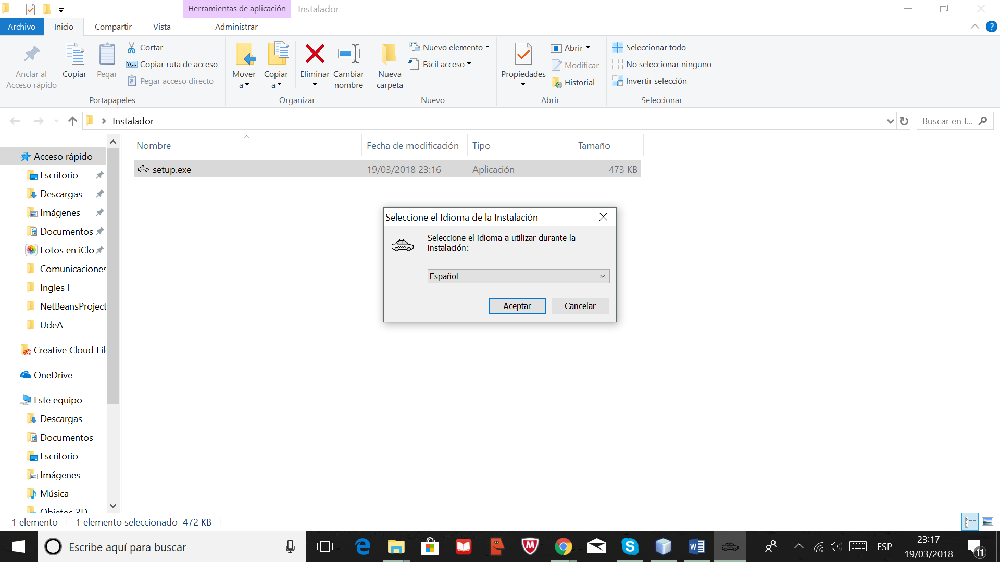 Herramientas de aplicación
Instalador
Archivo
Inicio
Compartir
Vista
Administrar
?
Anclar al
Acceso rápido
Copiar
Pegar
Cortar
Copiar ruta de acceso
Pegar acceso directo
Portapapeles
Mover
a
Copiar
a
Eliminar
Cambiar
nombre
Organizar
Nueva
carpeta
Nuevo elemento
Fácil acceso
Nuevo
Propiedades
Abrir
Modificar
Historial
Abrir
Seleccionar todo
No seleccionar ninguno
Invertir selección
Seleccionar
Instalador
Buscar en I...
Nombre
Fecha de modificación
Tipo
Tamaño
setup.exe
19/03/2018 23:16
Aplicación
473 KB
Acceso rápido
Escritorio
Descargas
Imágenes
Documentos
Fotos en iClo
Comunicaciones
Ingles I
NetBeansProject
UdeA
Creative Cloud File
OneDrive
Este equipo
Descargas
Documentos
Escritorio
Imágenes
Música
Objetos 3D
Seleccione el Idioma de la Instalación
Seleccione el idioma a utilizar durante la
instalación:
Español
Aceptar
Cancelar
1 elemento
1 elemento seleccionado 472 KB
Escribe aquí para buscar
ESP
23:17
19/03/2018
11